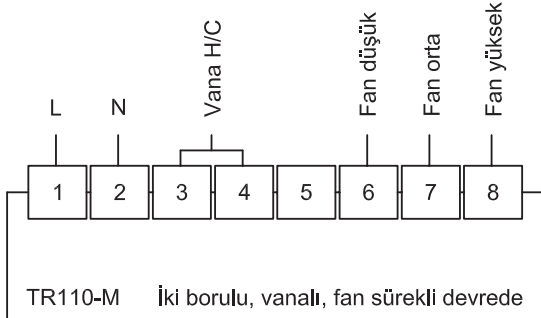 L N Vana H/C Fan düşük Fan orta Fan yüksek
1 2 3 4 5 6 7 8
TR110-M İki borulu, vanalı, fan sürekli devrede